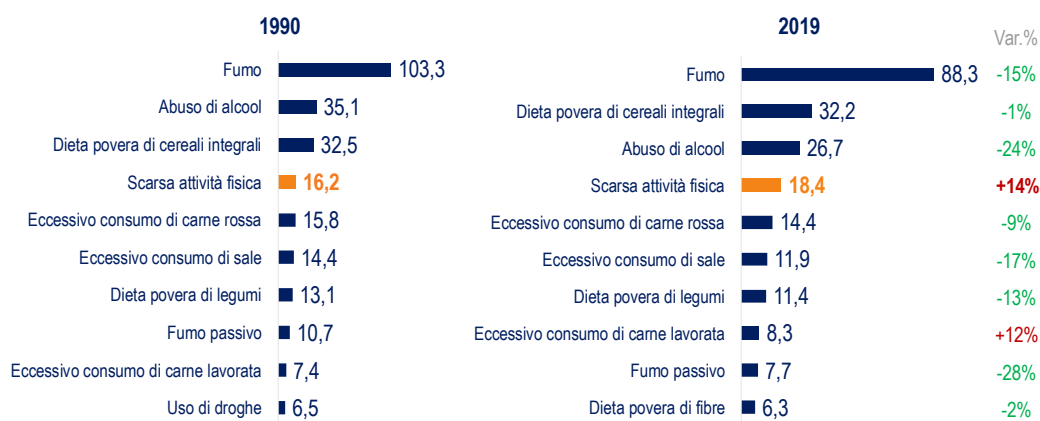 1990
Fumo 103,3
Abuso di alcool 35,1
Dieta povera di cereali integrali 32,5
Scarsa attività fisica 16,2
Eccessivo consumo di carne rossa 15,8
Eccessivo consumo di sale 14,4
Dieta povera di legumi 13,1
Fumo passivo 10,7
Eccessivo consumo di carne lavorata 7,4
Uso di droghe 6,5
2019
Var.%
Fumo 88,3 -15%
Dieta povera di cereali integrali 32,2 -1%
Abuso di alcool 26,7 -24%
Scarsa attività fisica 18,4 +14%
Eccessivo consumo di carne rossa 14,4 -9%
Eccessivo consumo di sale 11,9 -17%
Dieta povera di legumi 11,4 -13%
Eccessivo consumo di carne lavorata 8,3 +12%
Fumo passivo 7,7 -28%
Dieta povera di fibre 6,3 -2%